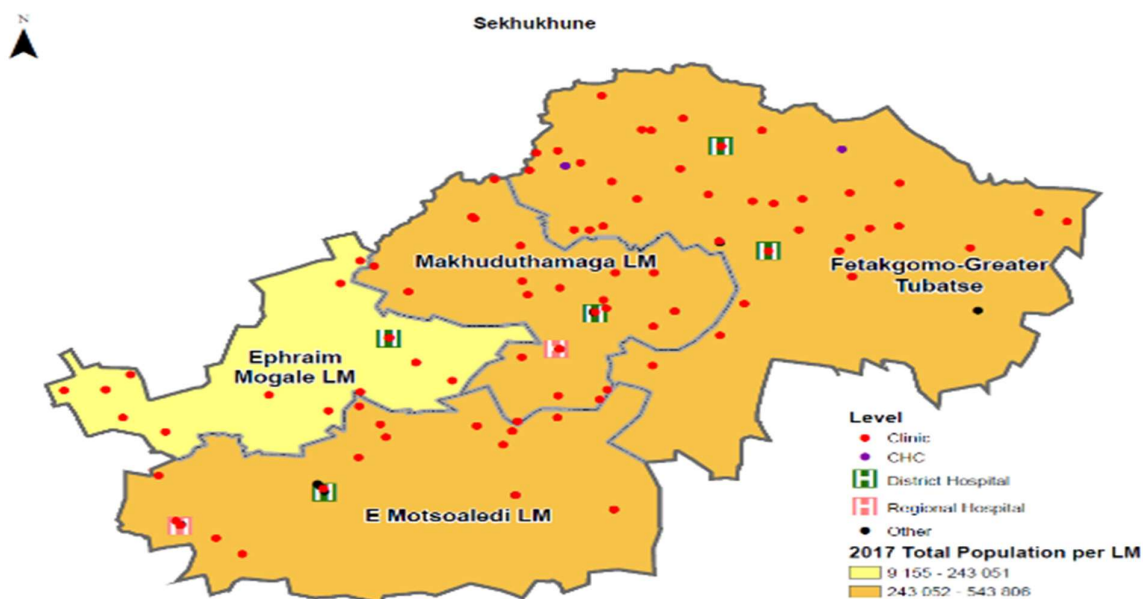 Sekhukhune
N
Makhuduthamaga LM
Fetakgomo-Greater
Tubatse
Ephraim
Mogale LM
E Motsoaledi LM
Level
Clinic
CHC
H District Hospital
H Regional Hospital
Other
2017 Total Population per LM
9 155 - 243 051
243 052 - 543 806